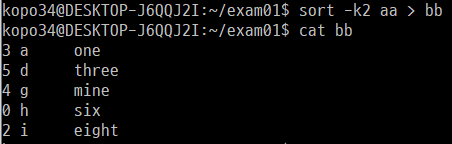 kopo34@DESKTOP-J6QQJ2I:~/exam01$ sort -k2 aa > bb
kopo34@DESKTOP-J6QQJ2I:~/exam01$ cat bb
3 a      one
5 d      three
4 g      mine
0 h      six
2 i      eight